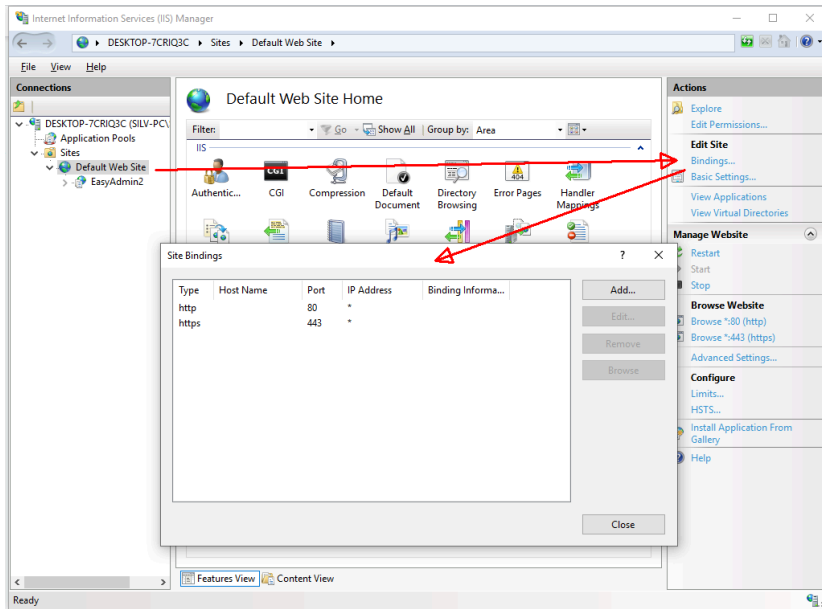 Internet Information Services (IIS) Manager
DESKTOP-7CRIQ3C
Sites
Default Web Site
File View Help
Connections
DESKTOP-7CRIQ3C (SILV-PC\
Application Pools
Sites
Default Web Site
EasyAdmin2
Default Web Site Home
Filter: Go Show All Group by: Area
IIS
Authentic... CGI Compression Default Document Directory Browsing Error Pages Handler Mappings
CGI
404
Site Bindings
Type Host Name Port IP Address Binding Informa...
http 80 *
https 443 *
Add...
Edit...
Remove
Browse
Close
Features View Content View
Actions
Explore
Edit Permissions...
Edit Site
Bindings...
Basic Settings...
View Applications
View Virtual Directories
Manage Website
Restart
Start
Stop
Browse Website
Browse *:80 (http)
Browse *:443 (https)
Advanced Settings...
Configure
Limits...
HSTS...
Install Application From
Gallery
Help
Ready